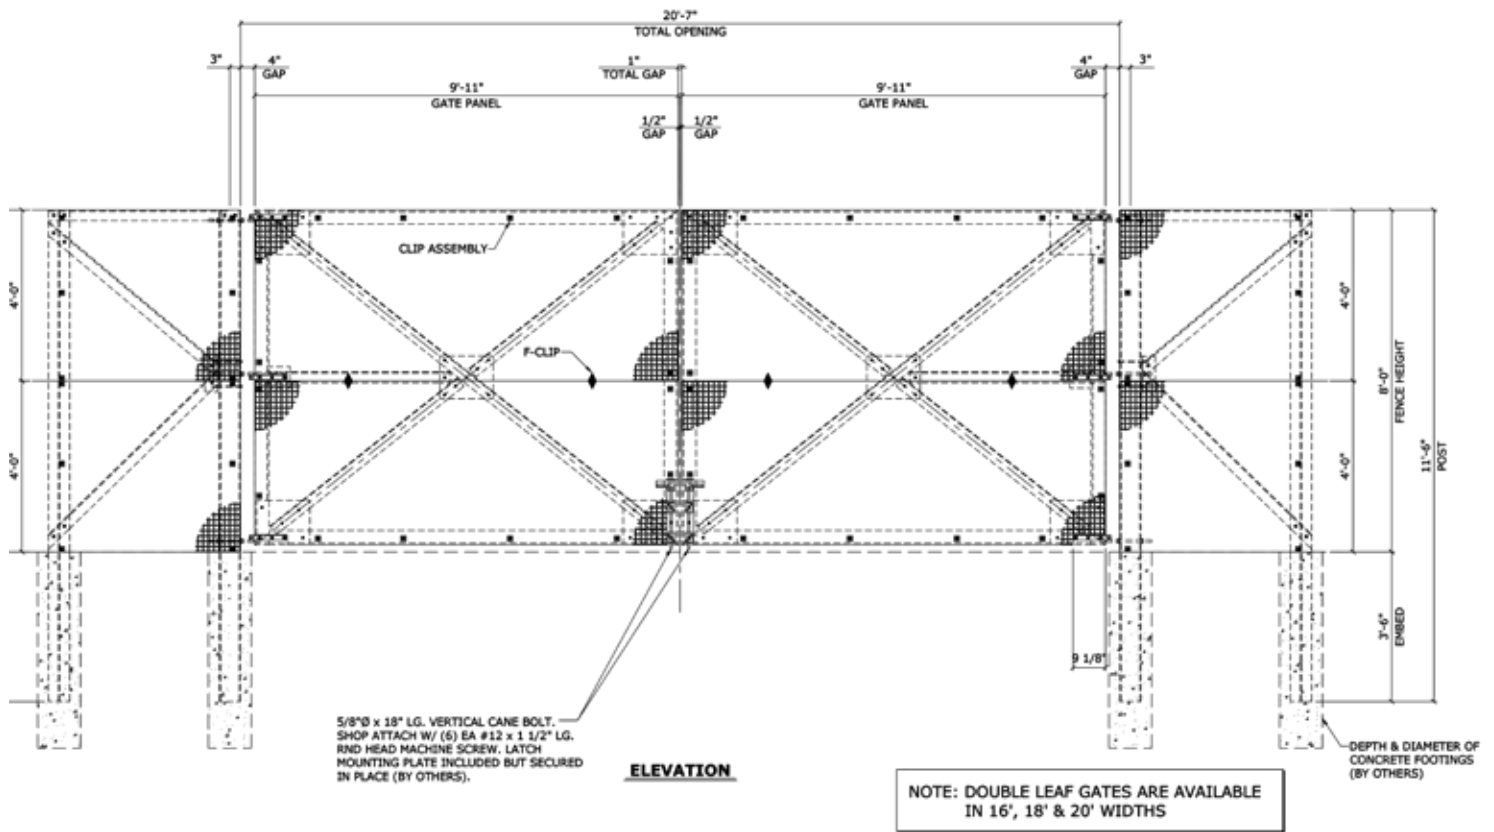 20'-7"
TOTAL OPENING
3"
4"
GAP
1"
TOTAL GAP
4"
GAP
3"
9'-11"
GATE PANEL
9'-11"
GATE PANEL
1/2"
GAP
1/2"
GAP
CLIP ASSEMBLY
F-CLIP
4'-0"
4'-0"
4'-0"
4'-0"
8'-0"
FENCE HEIGHT
11'-6"
POST
3'-6"
EMBED
9 1/8"
5/8"Ø x 18" LG. VERTICAL CANE BOLT.
SHOP ATTACH W/ (6) EA #12 x 1 1/2" LG.
RND HEAD MACHINE SCREW. LATCH
MOUNTING PLATE INCLUDED BUT SECURED
IN PLACE (BY OTHERS).
ELEVATION
DEPTH & DIAMETER OF
CONCRETE FOOTINGS
(BY OTHERS)
NOTE: DOUBLE LEAF GATES ARE AVAILABLE
IN 16', 18' & 20' WIDTHS